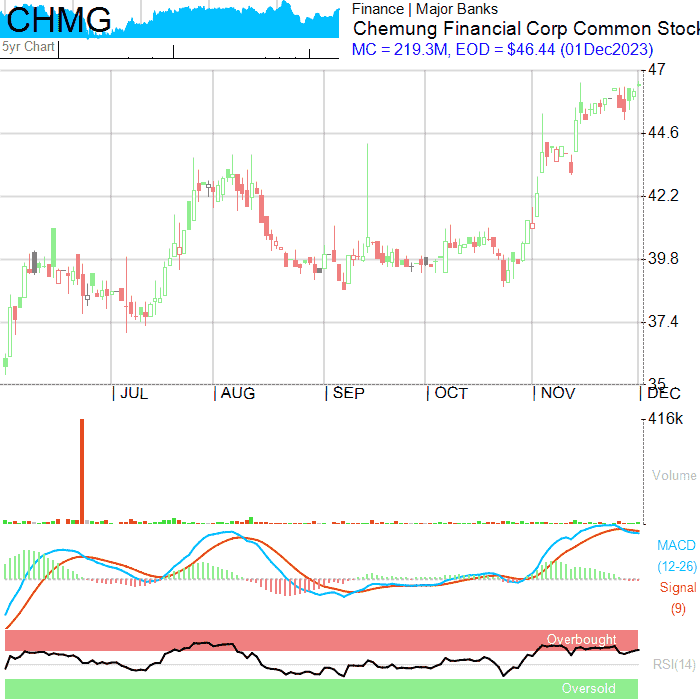 CHMG
5yr Chart
Finance | Major Banks
Chemung Financial Corp Common Stock
MC = 219.3M, EOD = $46.44 (01Dec2023)
47
44.6
42.2
39.8
37.4
35
JUL
AUG
SEP
OCT
NOV
DEC
416k
Volume
MACD
(12-26)
Signal
(9)
Overbought
RSI(14)
Oversold